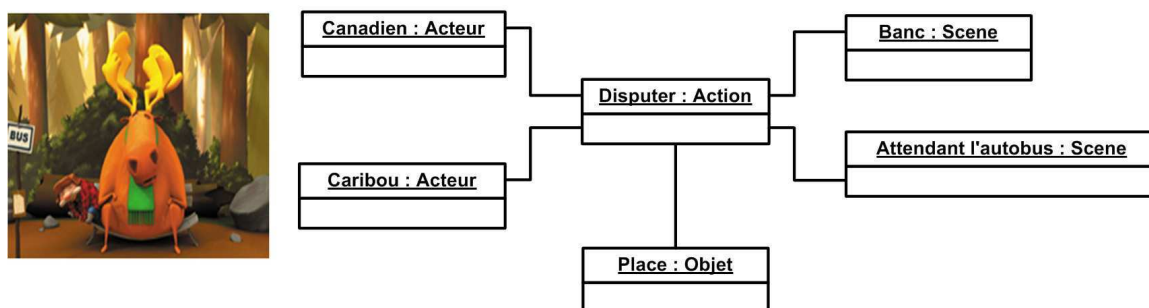 BUS
Canadien : Acteur
Banc : Scene
Disputer : Action
Attendant l'autobus : Scene
Caribou : Acteur
Place : Objet